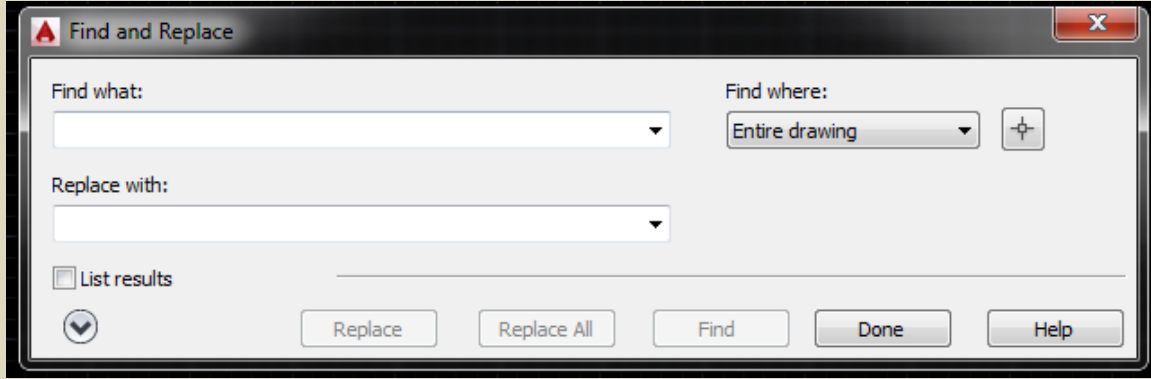 Find and Replace
Find what:
Find where:
Entire drawing
Replace with:
List results
Replace
Replace All
Find
Done
Help